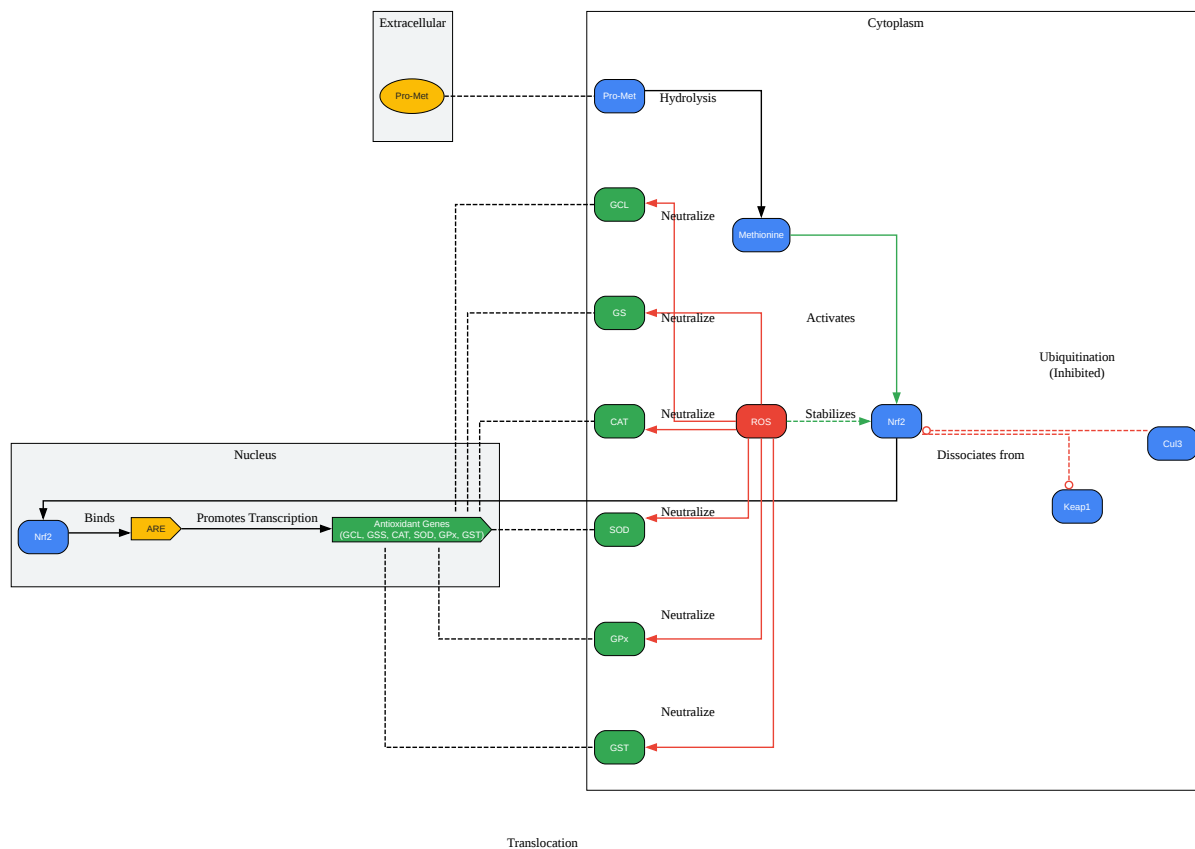 Extracellular
Cytoplasm
Pro-Met
Pro-Met
Hydrolysis
GCL
Neutralize
Methionine
GS
Neutralize
Activates
Ubiquitination
(Inhibited)
CAT
Neutralize
ROS
Stabilizes
Nrf2
Cul3
Nucleus
Dissociates from
Keap1
Nrf2
Binds
ARE
Promotes Transcription
Antioxidant Genes
(GCL, GSS, CAT, SOD, GPx, GST)
SOD
Neutralize
GPx
Neutralize
GST
Neutralize
Translocation